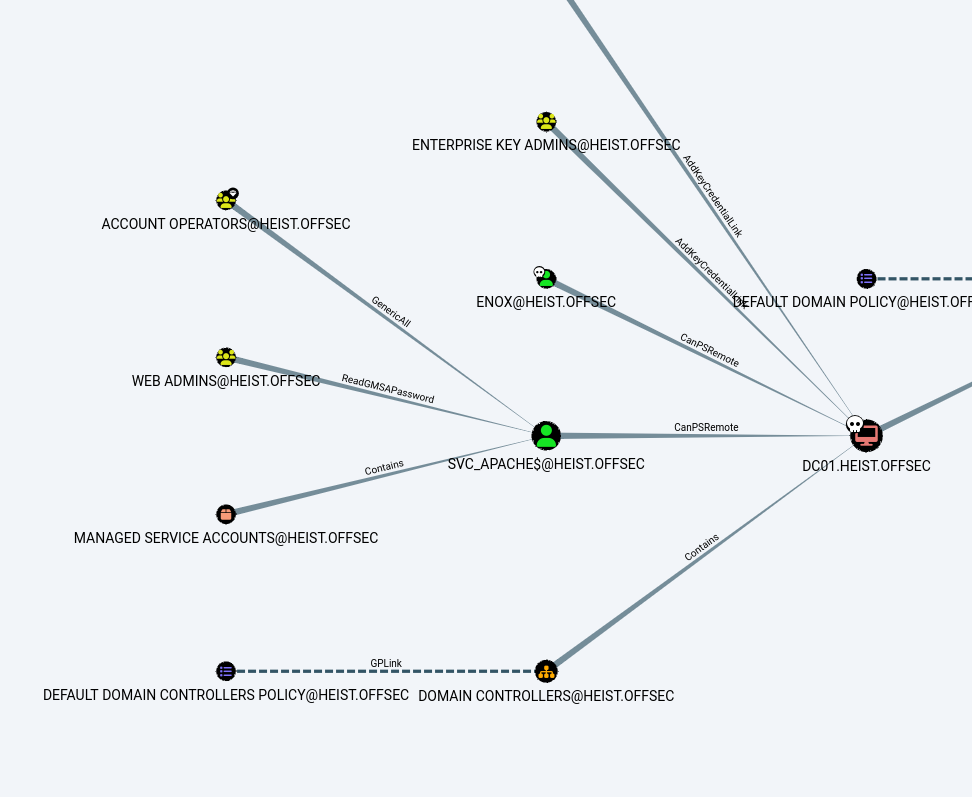 AddKeyCredentialLink
ENTERPRISE KEY ADMINS@HEIST.OFFSEC
ACCOUNT OPERATORS@HEIST.OFFSEC
ENOX@HEIST.OFFSEC
DEFAULT DOMAIN POLICY@HEIST.OFF
GenericAll
CanPSRemote
WEB ADMINS@HEIST.OFFSEC
ReadGMSAPassword
CanPSRemote
SVC_APACHE$@HEIST.OFFSEC
DC01.HEIST.OFFSEC
Contains
MANAGED SERVICE ACCOUNTS@HEIST.OFFSEC
Contains
GPLink
DEFAULT DOMAIN CONTROLLERS POLICY@HEIST.OFFSEC
DOMAIN CONTROLLERS@HEIST.OFFSEC